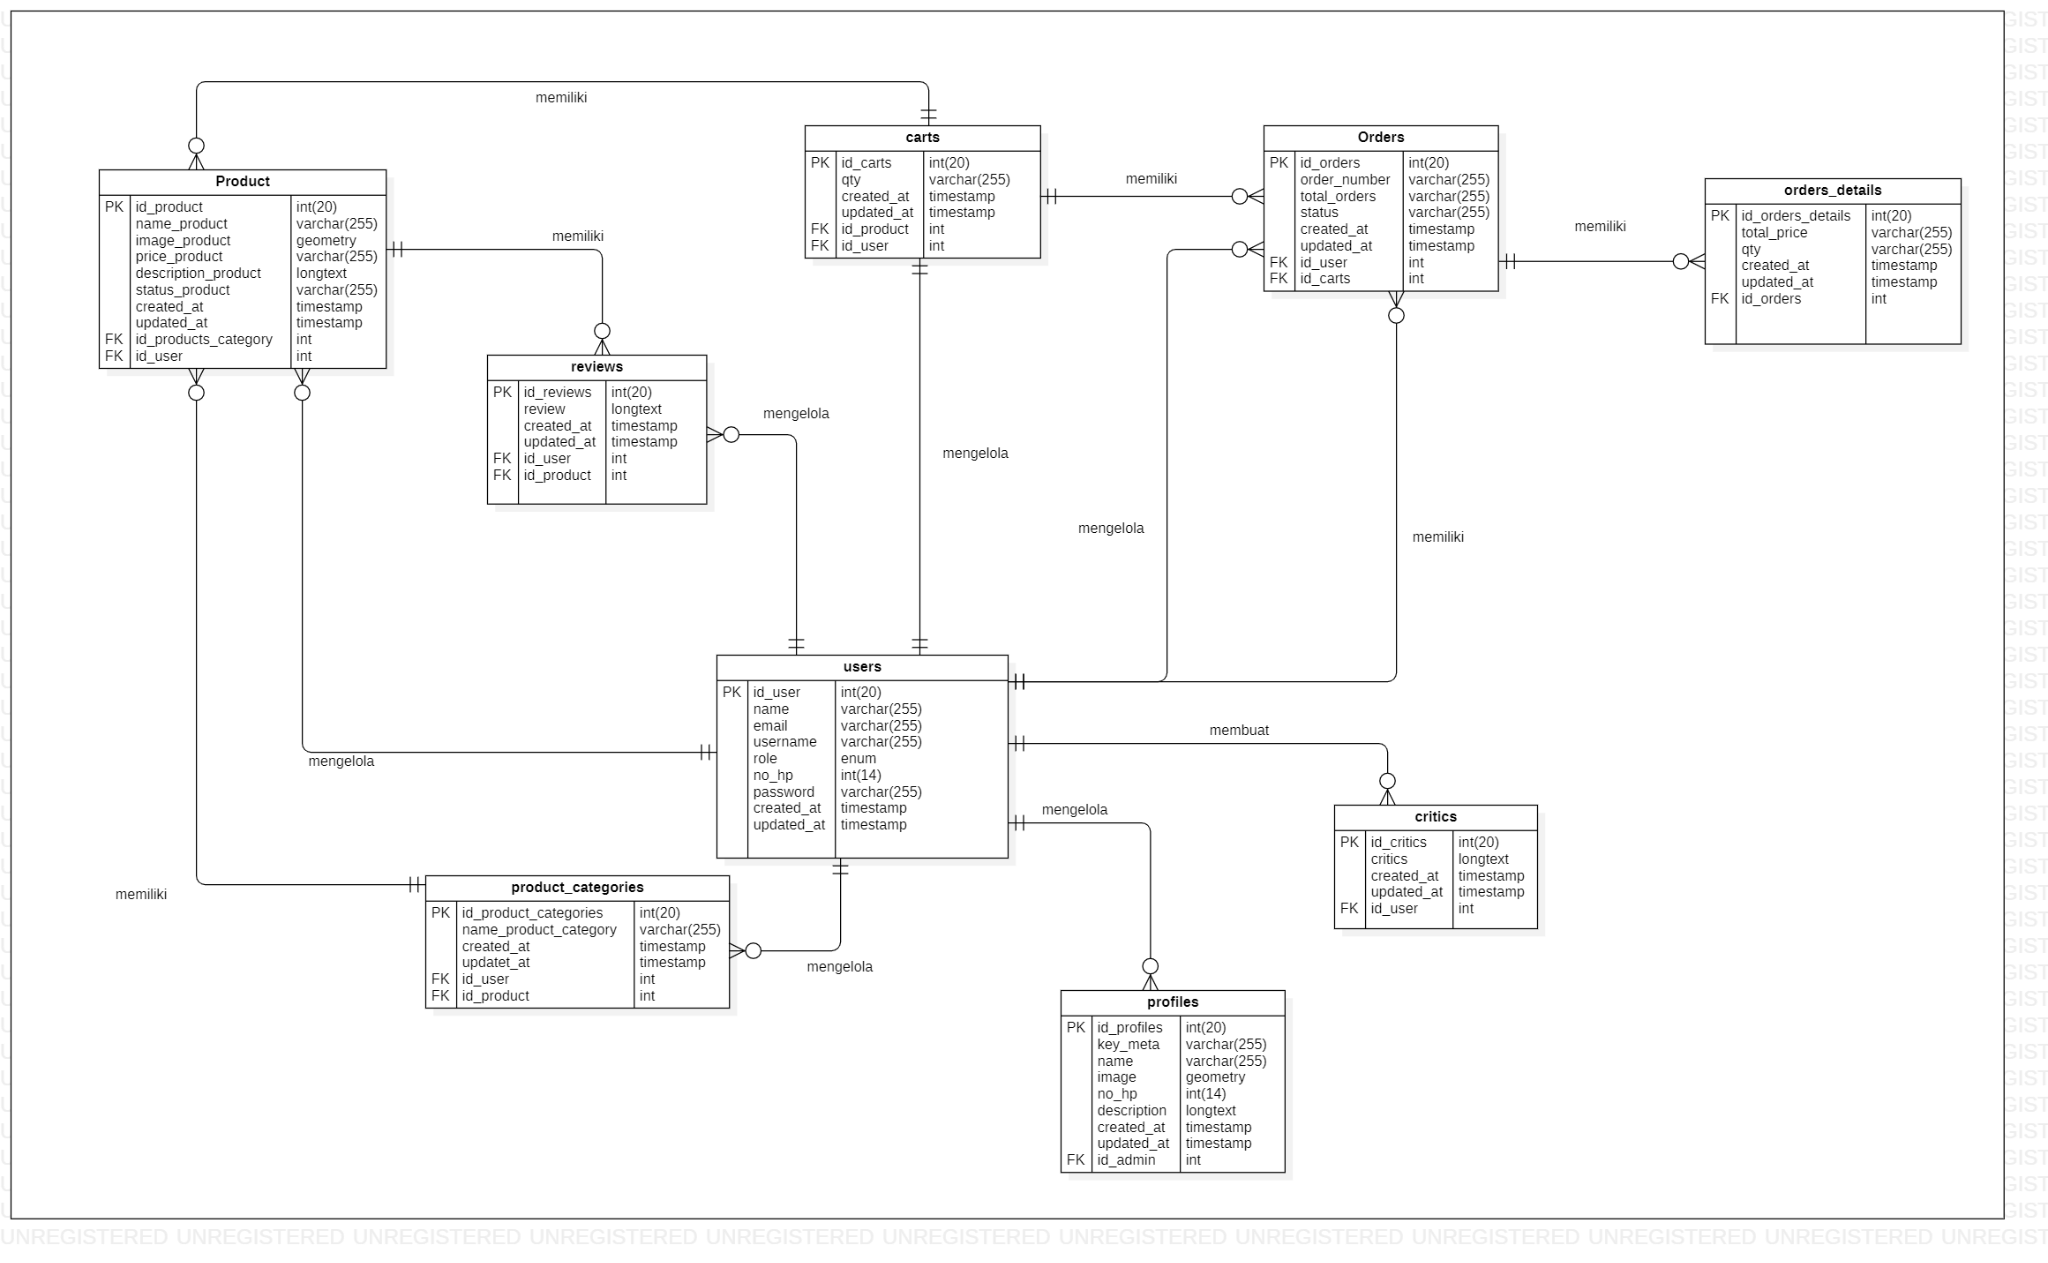 memiliki
carts
PK id_carts int(20)
qty varchar(255)
created_at timestamp
updated_at timestamp
FK id_product int
FK id_user int
Orders
PK id_orders int(20)
order_number varchar(255)
total_orders varchar(255)
status varchar(255)
created_at timestamp
updated_at timestamp
FK id_user int
FK id_carts int
memiliki
Product
PK id_product int(20)
name_product varchar(255)
image_product geometry
price_product varchar(255)
description_product longtext
status_product varchar(255)
created_at timestamp
updated_at timestamp
FK id_products_category int
FK id_user int
orders_details
PK id_orders_details int(20)
total_price varchar(255)
qty varchar(255)
created_at timestamp
updated_at timestamp
FK id_orders int
memiliki
memiliki
reviews
PK id_reviews int(20)
review longtext
created_at timestamp
updated_at timestamp
FK id_user int
FK id_product int
mengelola
mengelola
mengelola
memiliki
users
PK id_user int(20)
name varchar(255)
email varchar(255)
username varchar(255)
role enum
no_hp int(14)
password varchar(255)
created_at timestamp
updated_at timestamp
mengelola
membuat
mengelola
critics
PK id_critics int(20)
critics longtext
created_at timestamp
updated_at timestamp
FK id_user int
memiliki
product_categories
PK id_product_categories int(20)
name_product_category varchar(255)
created_at timestamp
updatet_at timestamp
FK id_user int
FK id_product int
mengelola
profiles
PK id_profiles int(20)
key_meta varchar(255)
name varchar(255)
image geometry
no_hp int(14)
description longtext
created_at timestamp
updated_at timestamp
FK id_admin int
UNREGISTERED UNREGISTERED UNREGISTERED UNREGISTERED UNREGISTERED UNREGISTERED UNREGISTERED UNREGISTERED UNREGISTERED UNREGISTERED UNREGISTERED UNREGIST